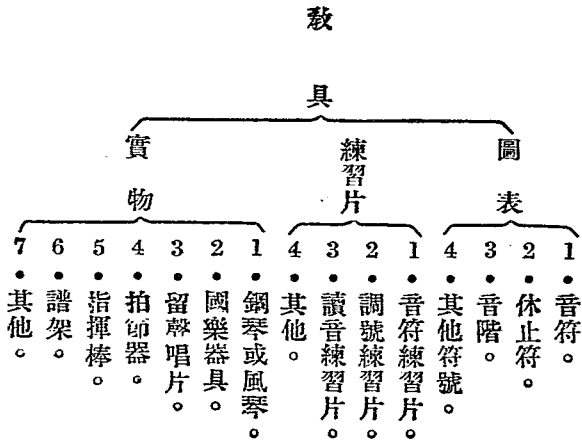 教具
圖表
1．音符。
2．休止符。
3．音階。
4．其他符號。
練習片
1．音符練習片。
2．調號練習片。
3．讀音練習片。
4．其他。
實物
1．鋼琴或風琴。
2．國樂器具。
3．留聲唱片。
4．拍節器。
5．指揮棒。
6．譜架。
7．其他。